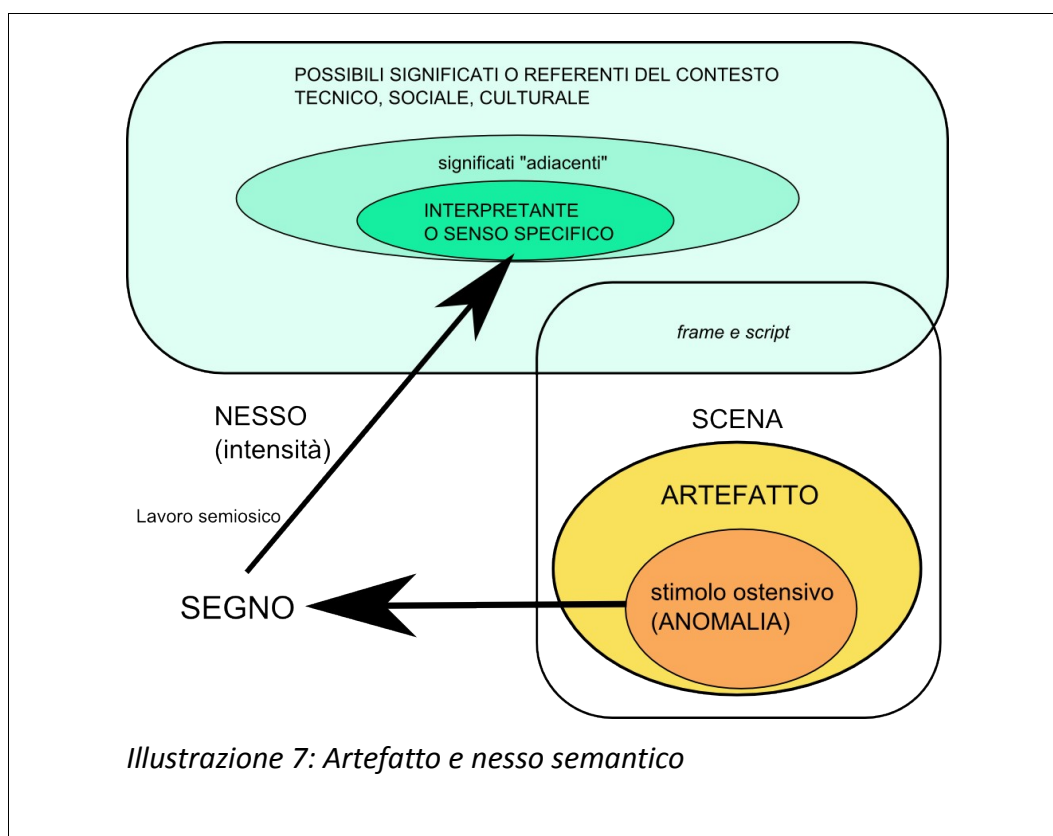 POSSIBILI SIGNIFICATI O REFERENTI DEL CONTESTO
TECNICO, SOCIALE, CULTURALE
significati "adiacenti"
INTERPRETANTE
O SENSO SPECIFICO
frame e script
NESSO
(intensità)
SCENA
ARTEFATTO
Lavoro semiosico
stimolo ostensivo
(ANOMALIA)
SEGNO
Illustrazione 7: Artefatto e nesso semantico